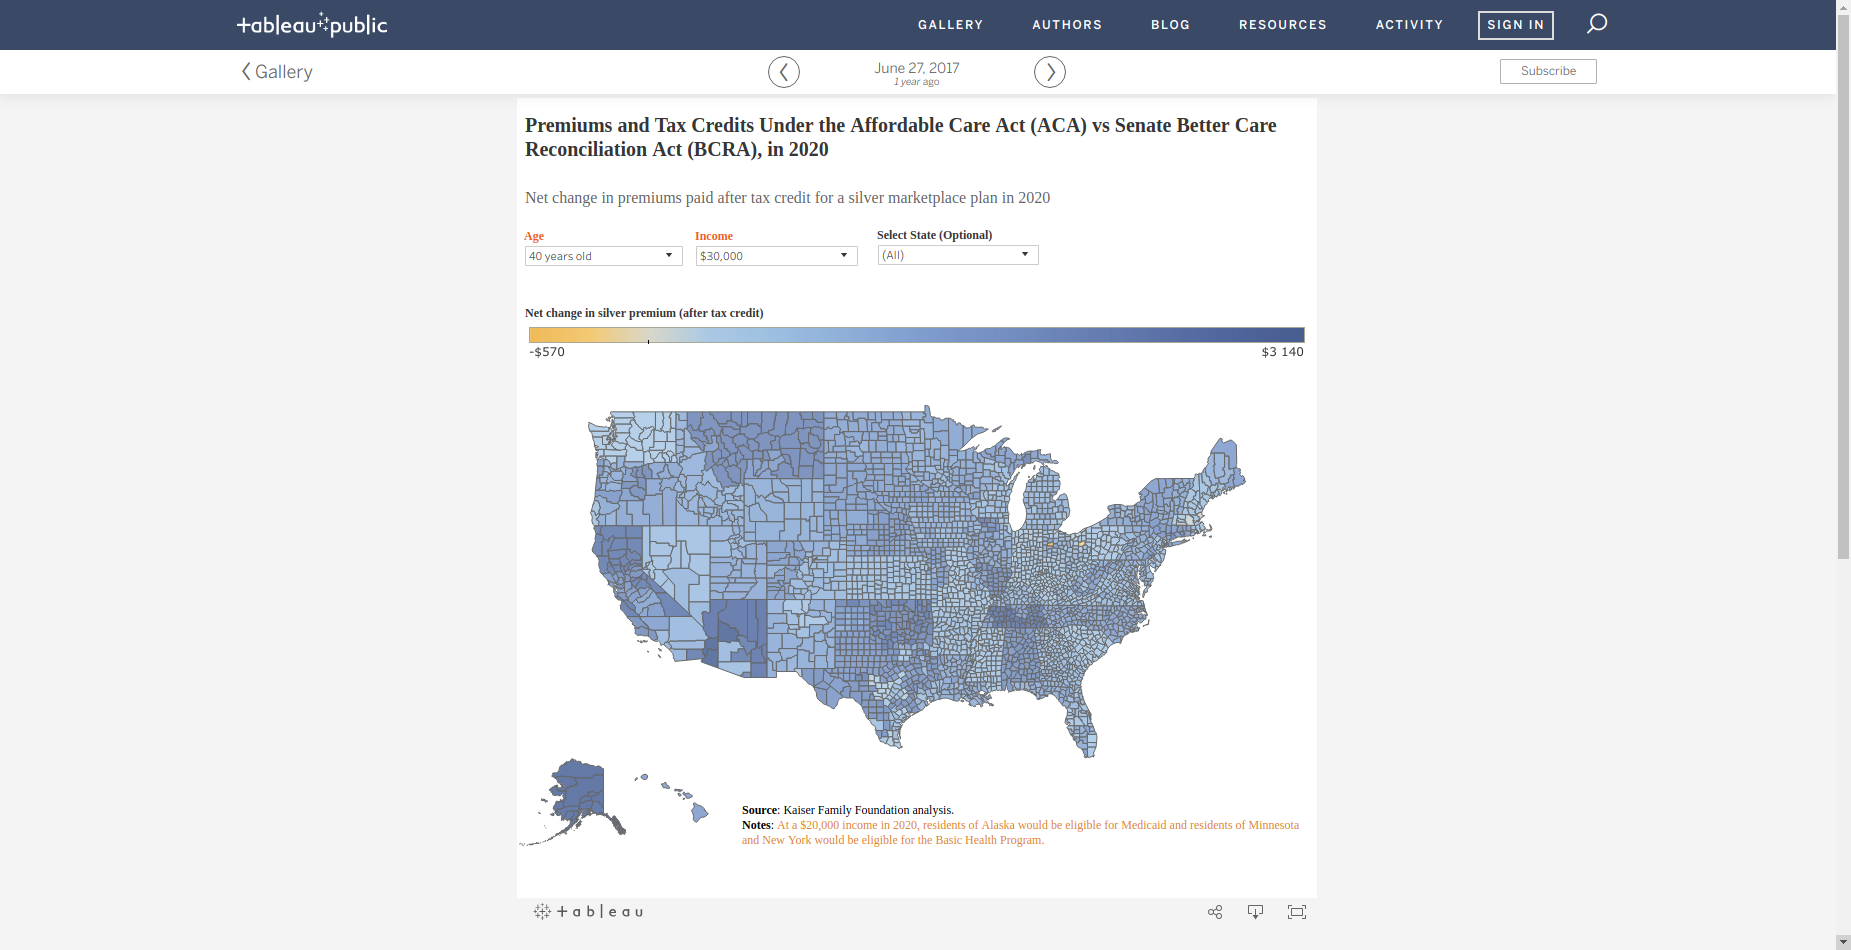 tableau public
GALLERY AUTHORS BLOG RESOURCES ACTIVITY SIGN IN
Gallery
June 27, 2017
1 year ago
Subscribe
Premiums and Tax Credits Under the Affordable Care Act (ACA) vs Senate Better Care
Reconciliation Act (BCRA), in 2020
Net change in premiums paid after tax credit for a silver marketplace plan in 2020
Age Income Select State (Optional)
40 years old $30,000 (All)
Net change in silver premium (after tax credit)
-$570 $3 140
Source: Kaiser Family Foundation analysis.
Notes: At a $20,000 income in 2020, residents of Alaska would be eligible for Medicaid and residents of Minnesota
and New York would be eligible for the Basic Health Program.
tableau